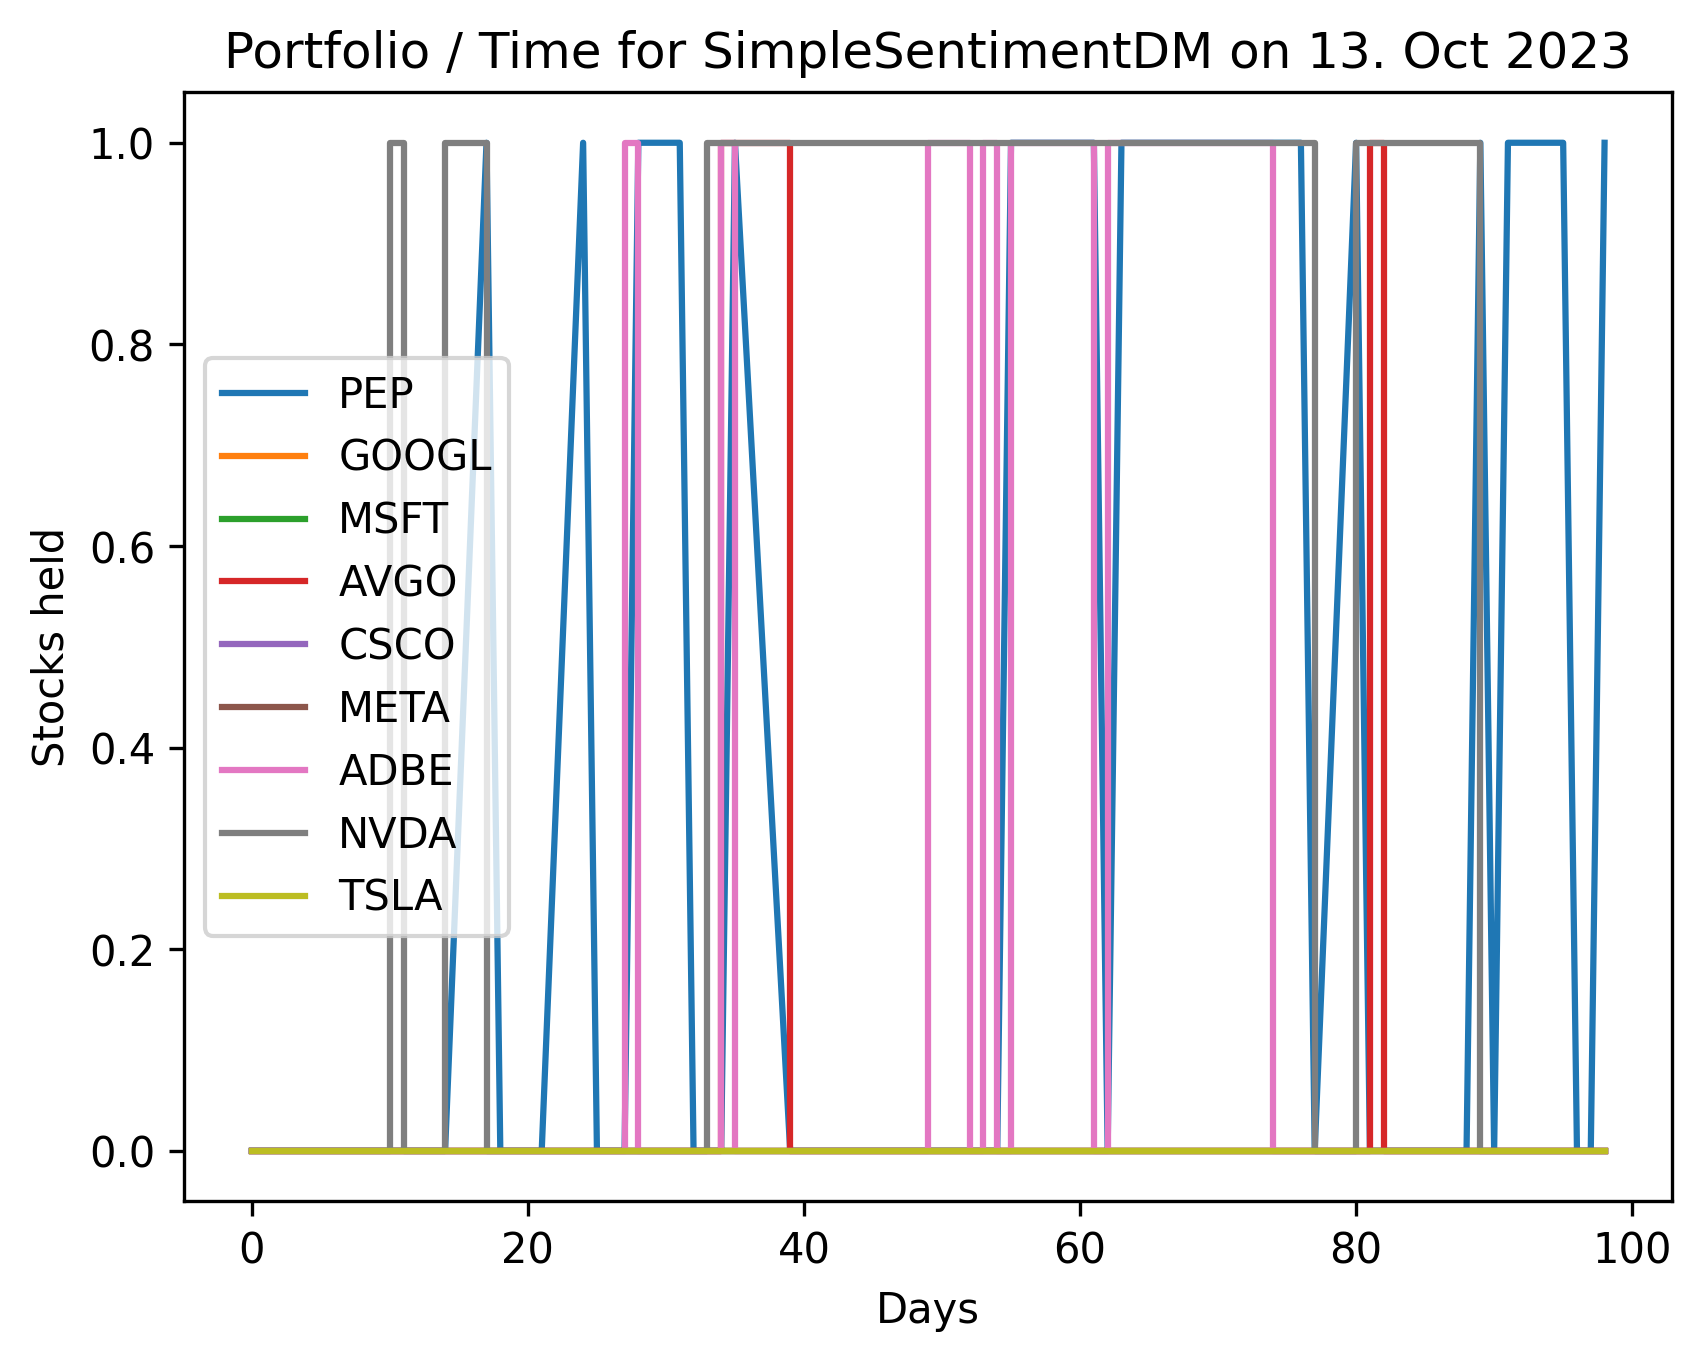 Portfolio / Time for SimpleSentimentDM on 13. Oct 2023
1.0
0.8
0.6
0.4
0.2
0.0
Stocks held
PEP
GOOGL
MSFT
AVGO
CSCO
META
ADBE
NVDA
TSLA
0 20 40 60 80 100
Days